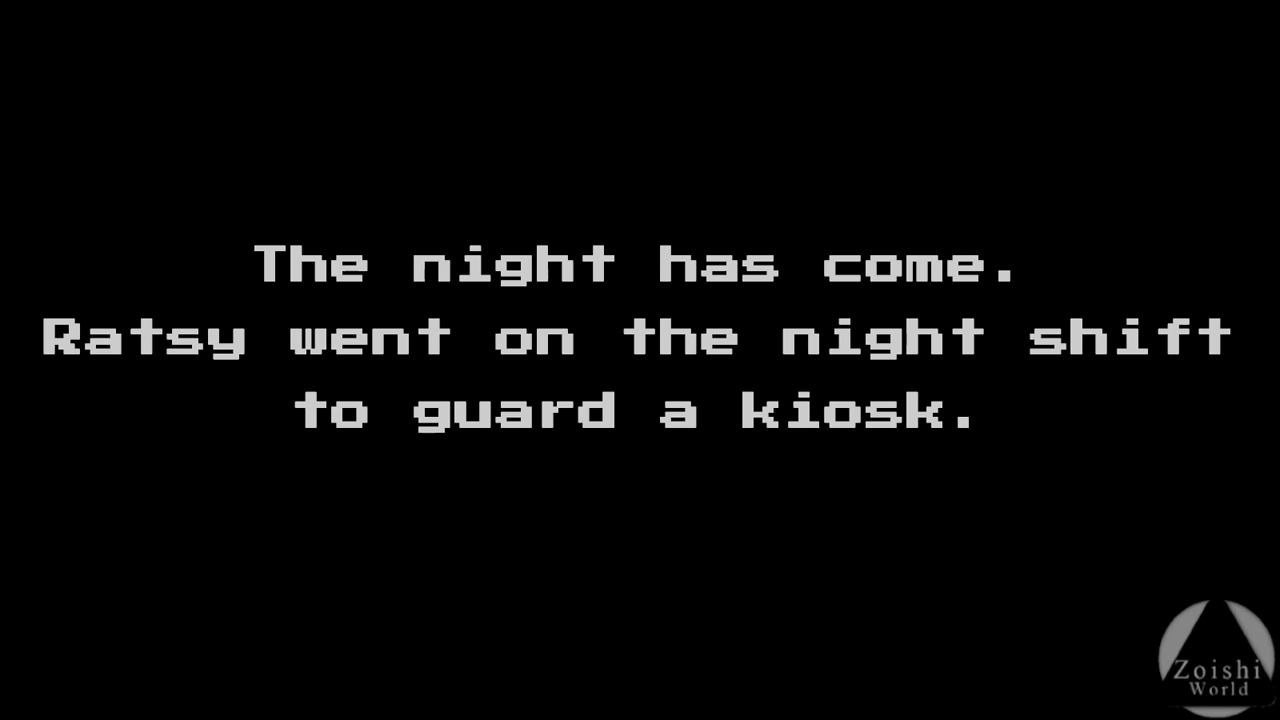 The night has come.
Ratsy went on the night shift
to guard a kiosk.
Zoishi
World